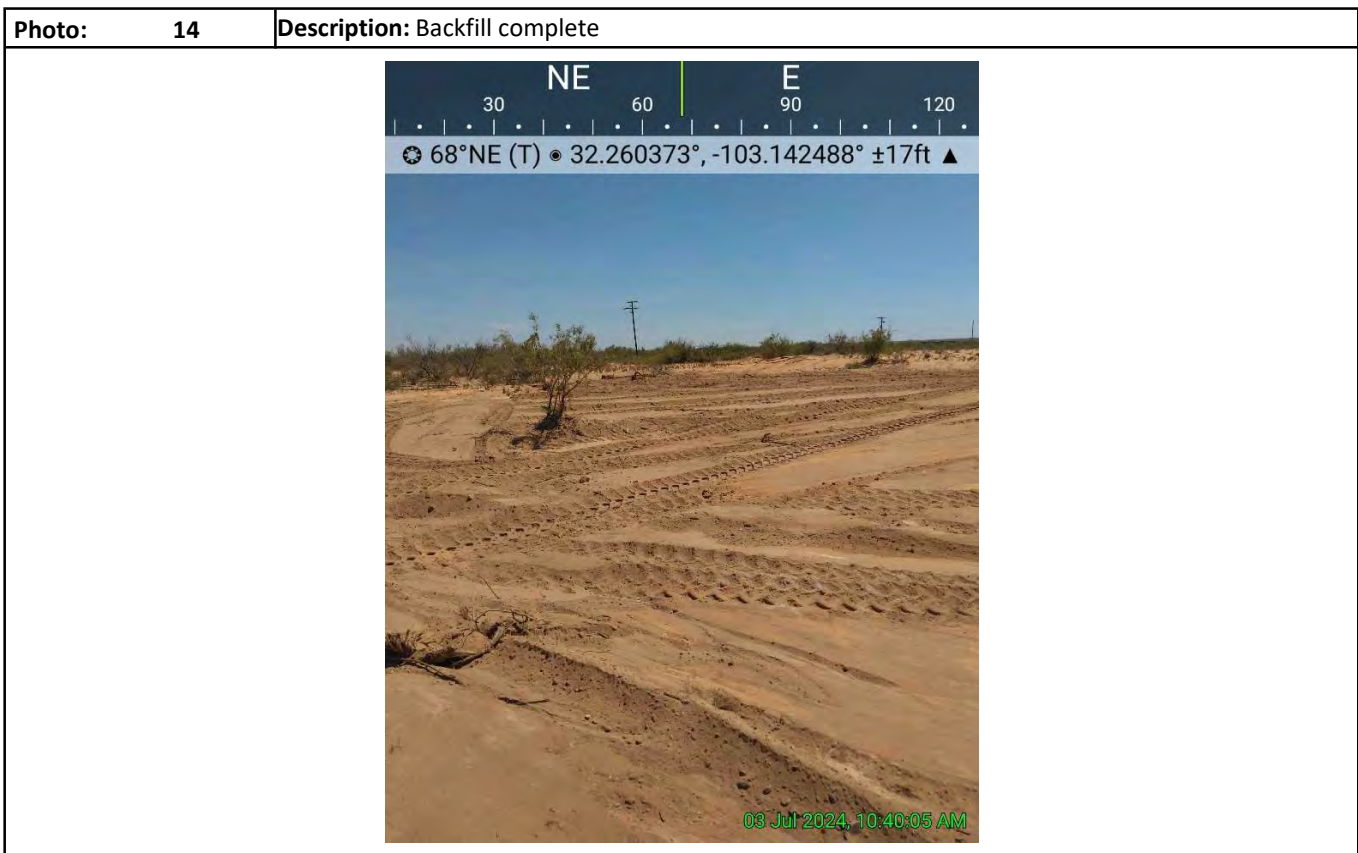 Photo: 14 Description: Backfill complete
NE E
30 60 90 120
68°NE (T) 32.260373°, -103.142488° ±17ft
03 Jul 2024, 10:40:05 AM